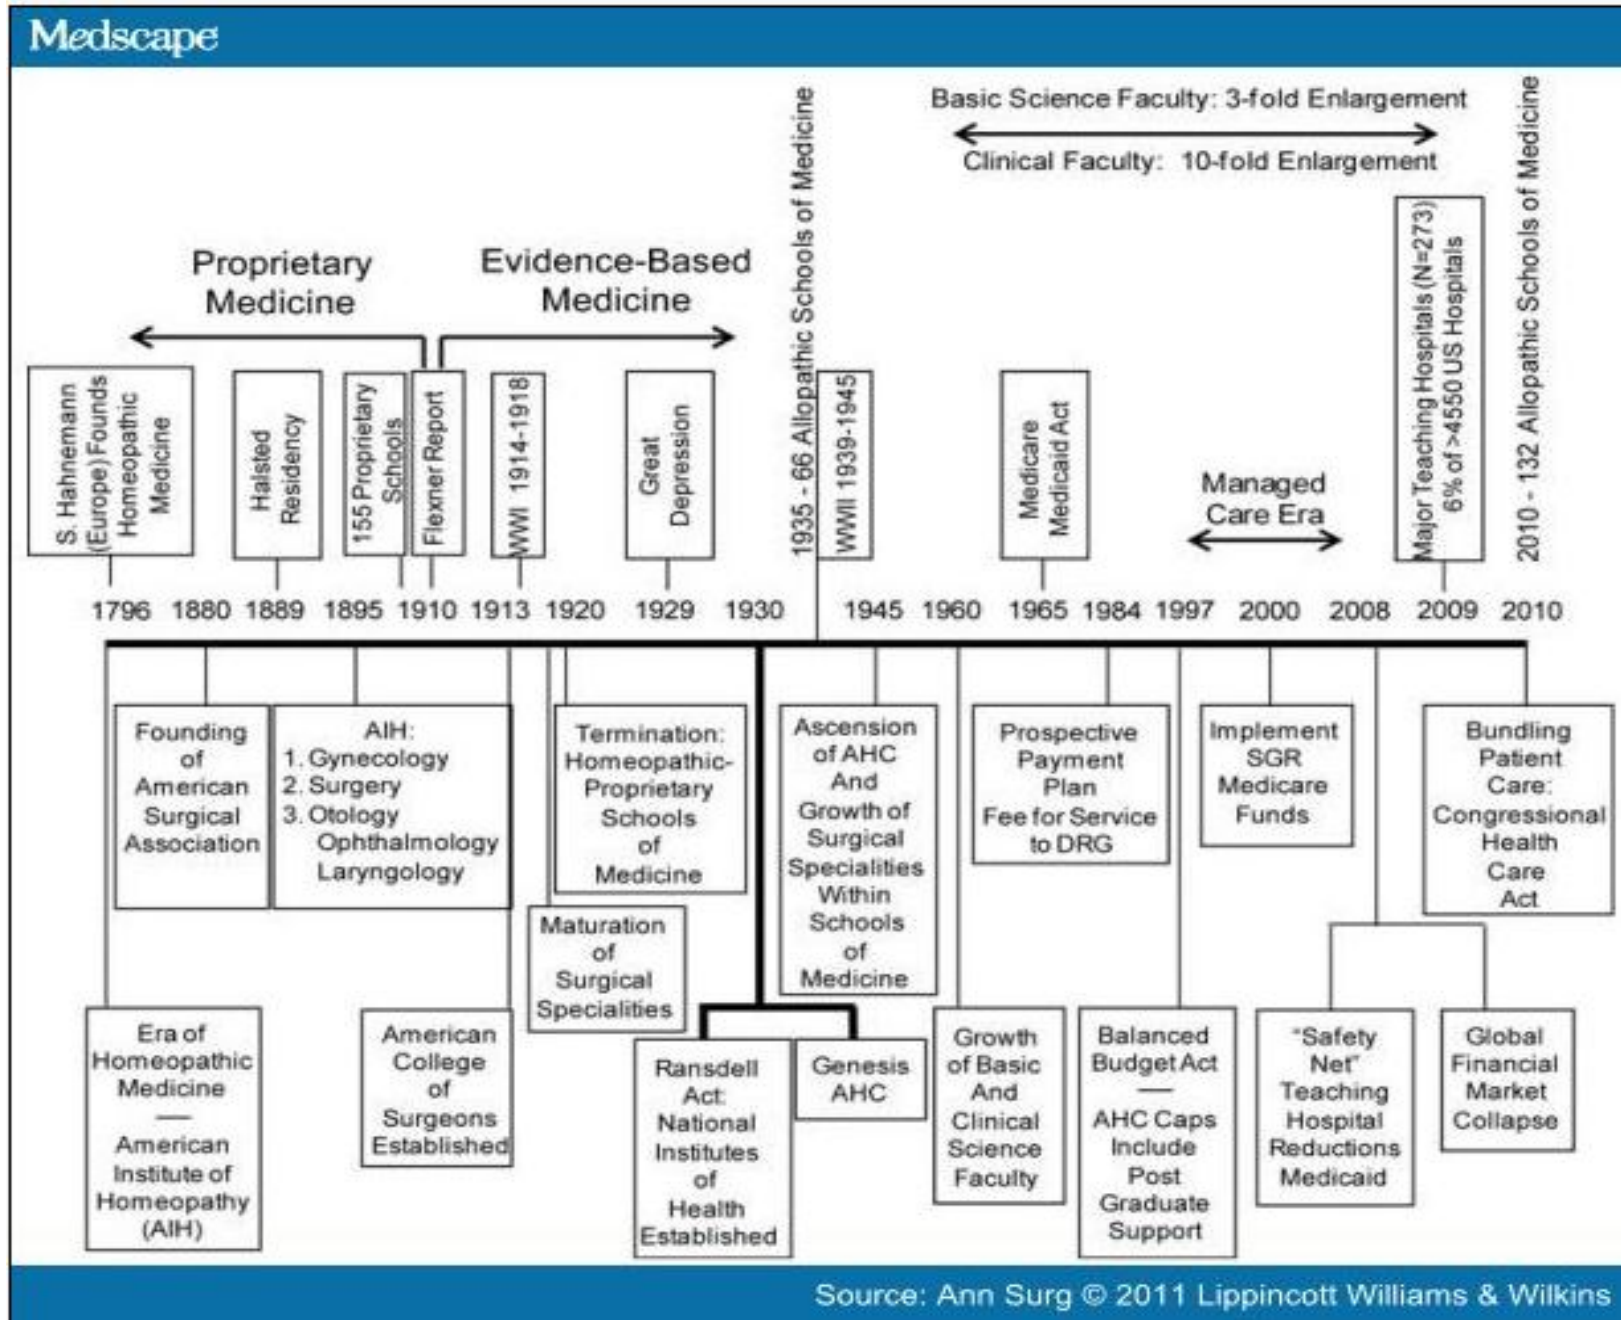 Medscape
Basic Science Faculty: 3-fold Enlargement
Clinical Faculty: 10-fold Enlargement
Proprietary
Medicine
Evidence-Based
Medicine
S. Hahnemann
(Europe) Founds
Homeopathic
Medicine
Halsted
Residency
155 Proprietary
Schools
Flexner Report
WWI 1914-1918
Great
Depression
1935 - 66 Allopathic Schools of Medicine
WWII 1939-1945
Medicare
Medicaid Act
Managed
Care Era
Major Teaching Hospitals (N=273)
6% of >4550 US Hospitals
2010 - 132 Allopathic Schools of Medicine
1796 1880 1889 1895 1910 1913 1920 1929 1930 1945 1960 1965 1984 1997 2000 2008 2009 2010
Founding
of
American
Surgical
Association
AIH:
1. Gynecology
2. Surgery
3. Otology
Ophthalmology
Laryngology
Termination:
Homeopathic-
Proprietary
Schools
of
Medicine
Ascension
of AHC
And
Growth of
Surgical
Specialities
Within
Schools
of
Medicine
Prospective
Payment
Plan
Fee for Service
to DRG
Implement
SGR
Medicare
Funds
Bundling
Patient
Care:
Congressional
Health
Care
Act
Maturation
of
Surgical
Specialities
Era of
Homeopathic
Medicine
—
American
Institute of
Homeopathy
(AIH)
American
College
of
Surgeons
Established
Ransdell
Act:
National
Institutes
of
Health
Established
Genesis
AHC
Growth
of Basic
And
Clinical
Science
Faculty
Balanced
Budget Act
—
AHC Caps
Include
Post
Graduate
Support
"Safety
Net"
Teaching
Hospital
Reductions
Medicaid
Global
Financial
Market
Collapse
Source: Ann Surg © 2011 Lippincott Williams & Wilkins